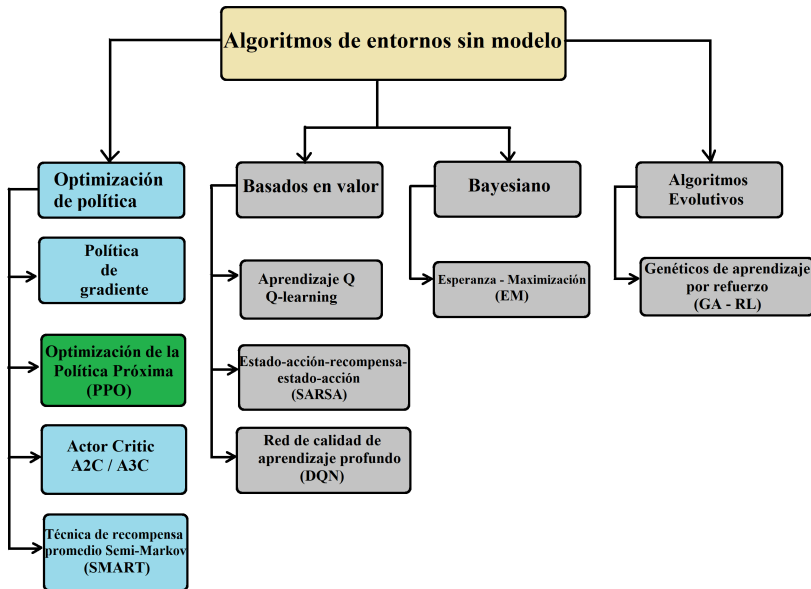 Algoritmos de entornos sin modelo
Optimización
de política
Política
de
gradiente
Optimización de la
Política Próxima
(PPO)
Actor Critic
A2C / A3C
Técnica de recompensa
promedio Semi-Markov
(SMART)
Basados en valor
Aprendizaje Q
Q-learning
Estado-acción-recompensa-
estado-acción
(SARSA)
Red de calidad de
aprendizaje profundo
(DQN)
Bayesiano
Esperanza - Maximización
(EM)
Algoritmos
Evolutivos
Genéticos de aprendizaje
por refuerzo
(GA - RL)